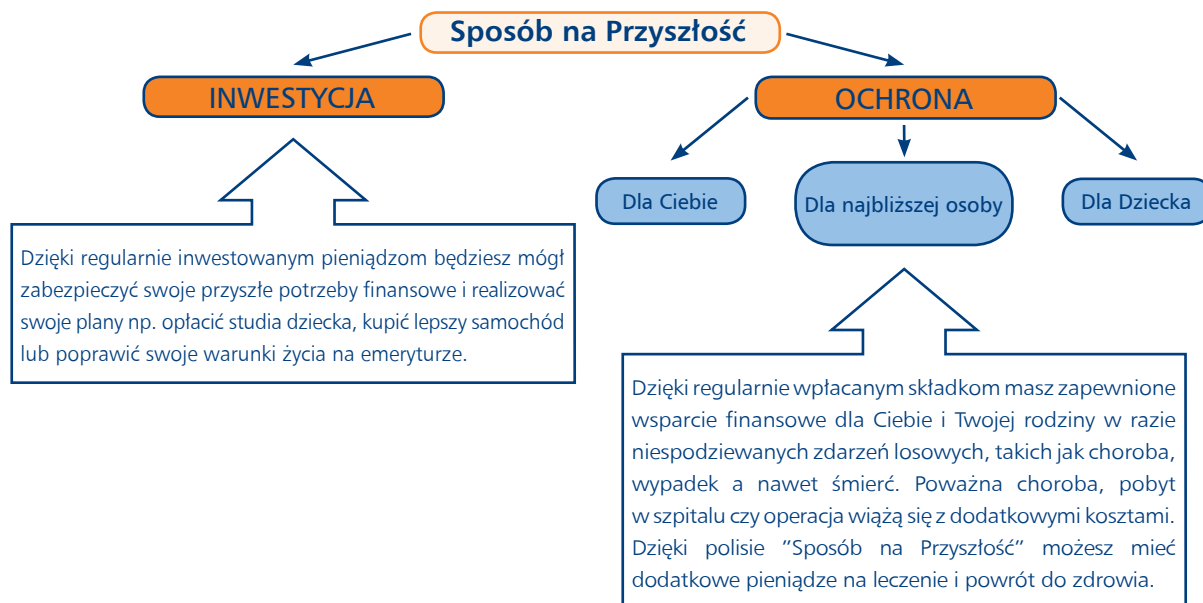 Sposób na Przyszłość
INWESTYCJA
OCHRONA
Dla Ciebie
Dla najbliższej osoby
Dla Dziecka
Dzięki regularnie inwestowanym pieniądzom będziesz mógł
zabezpieczyć swoje przyszłe potrzeby finansowe i realizować
swoje plany np. opłacić studia dziecka, kupić lepszy samochód
lub poprawić swoje warunki życia na emeryturze.
Dzięki regularnie wpłacanym składkom masz zapewnione
wsparcie finansowe dla Ciebie i Twojej rodziny w razie
niespodziewanych zdarzeń losowych, takich jak choroba,
wypadek a nawet śmierć. Poważna choroba, pobyt
w szpitalu czy operacja wiążą się z dodatkowymi kosztami.
Dzięki polisie ”Sposób na Przyszłość” możesz mieć
dodatkowe pieniądze na leczenie i powrót do zdrowia.